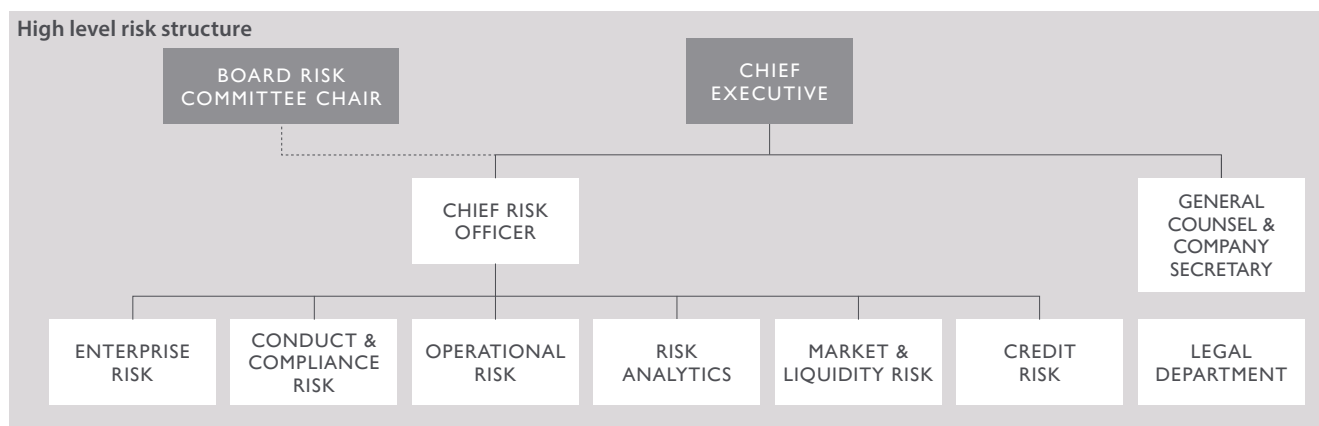 High level risk structure
BOARD RISK
COMMITTEE CHAIR
CHIEF
EXECUTIVE
CHIEF RISK
OFFICER
GENERAL
COUNSEL &
COMPANY
SECRETARY
ENTERPRISE
RISK
CONDUCT &
COMPLIANCE
RISK
OPERATIONAL
RISK
RISK
ANALYTICS
MARKET &
LIQUIDITY RISK
CREDIT
RISK
LEGAL
DEPARTMENT